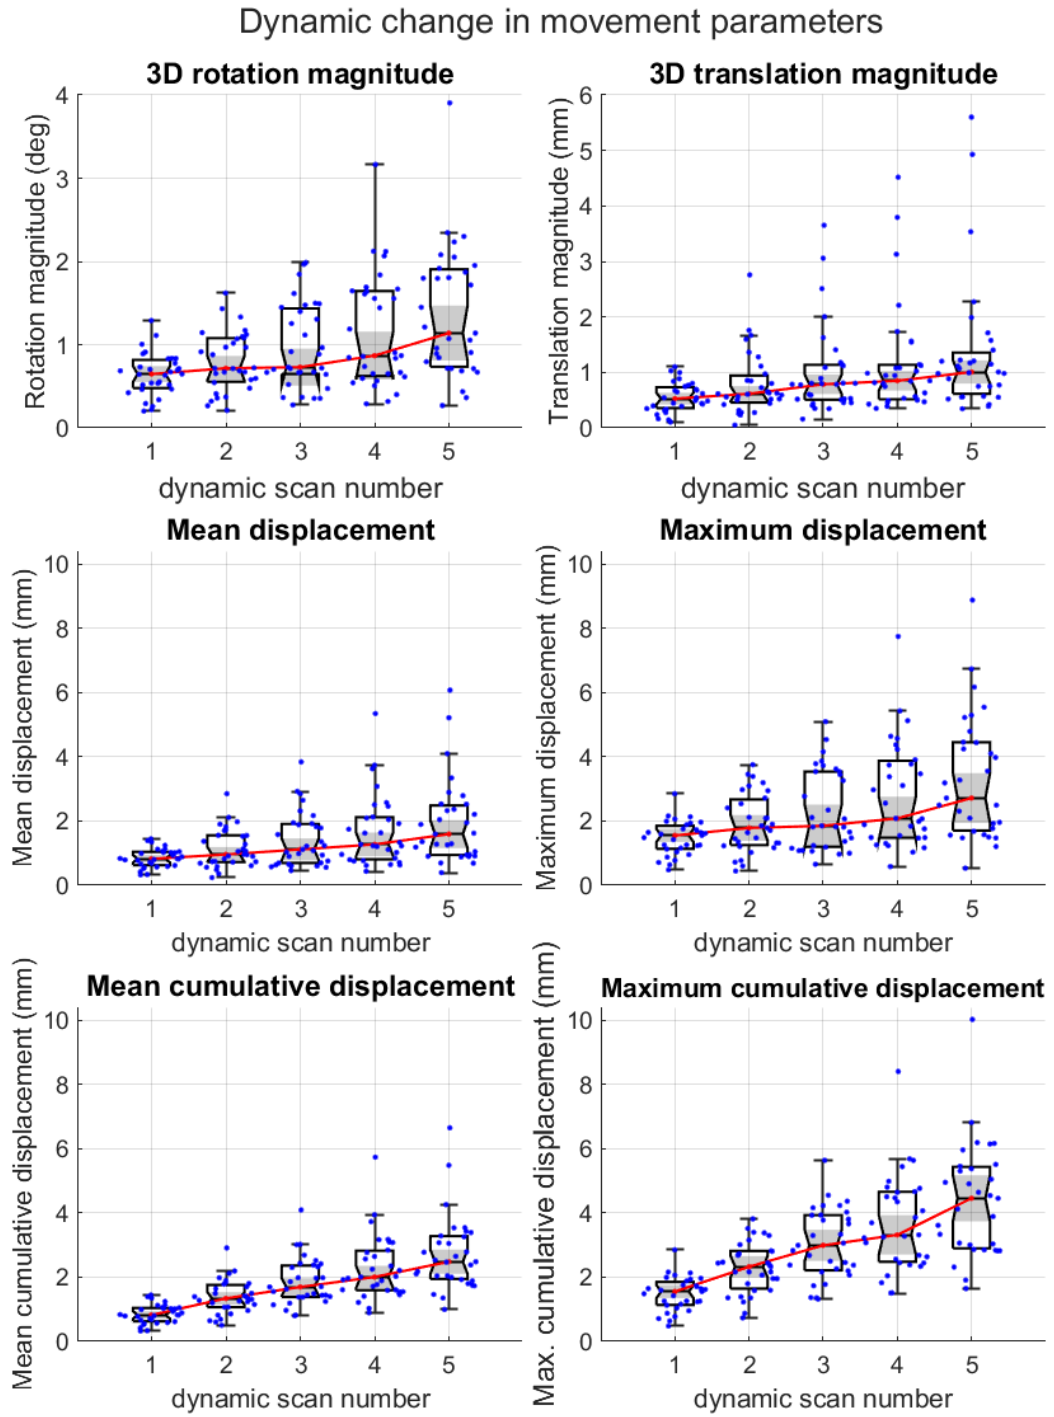 Dynamic change in movement parameters
3D rotation magnitude
Rotation magnitude (deg)
4
3
2
1
0
1 2 3 4 5
dynamic scan number
3D translation magnitude
Translation magnitude (mm)
6
5
4
3
2
1
0
1 2 3 4 5
dynamic scan number
Mean displacement
Mean displacement (mm)
10
8
6
4
2
0
1 2 3 4 5
dynamic scan number
Maximum displacement
Maximum displacement (mm)
10
8
6
4
2
0
1 2 3 4 5
dynamic scan number
Mean cumulative displacement
Mean cumulative displacement (mm)
10
8
6
4
2
0
1 2 3 4 5
dynamic scan number
Maximum cumulative displacement
Max. cumulative displacement (mm)
10
8
6
4
2
0
1 2 3 4 5
dynamic scan number